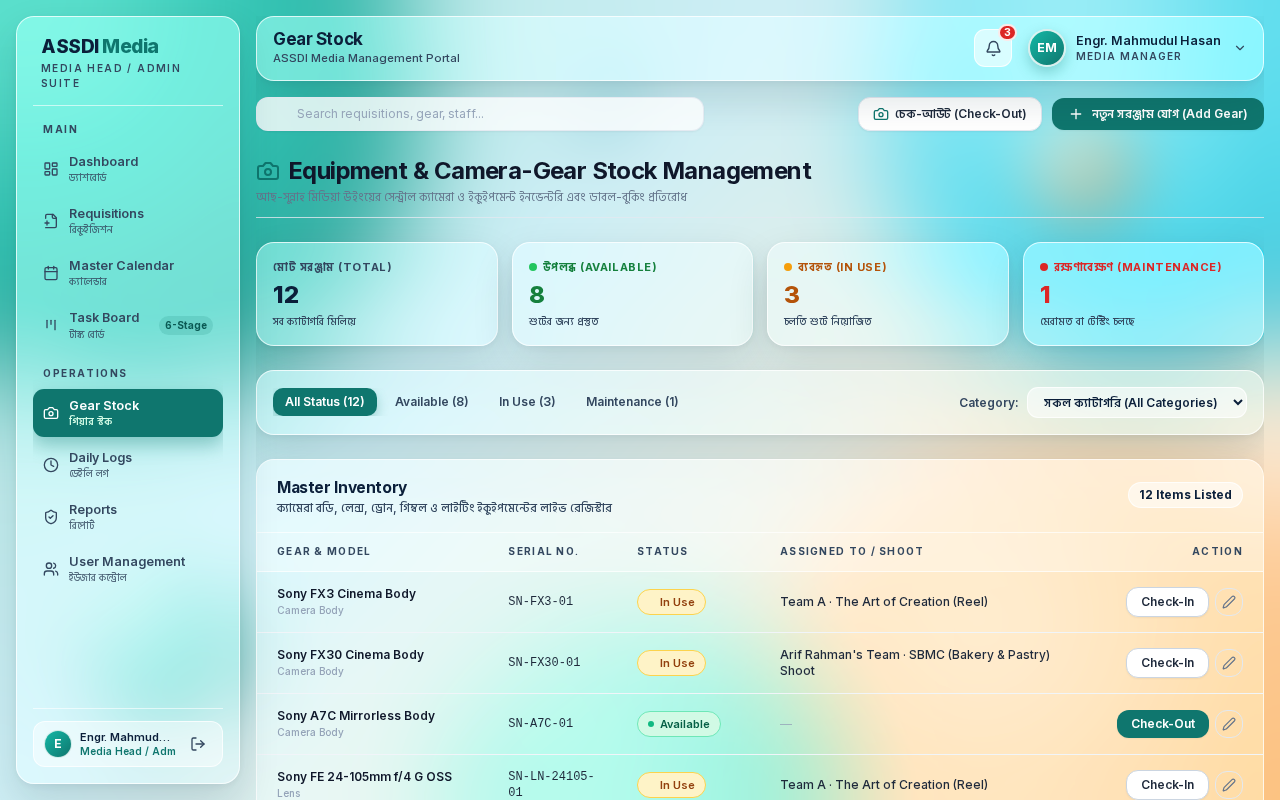 ASSDI Media
MEDIA HEAD / ADMIN
SUITE
MAIN
Dashboard
ড্যাশবোর্ড
Requisitions
রিকুইজিশন
Master Calendar
ক্যালেন্ডার
Task Board
টাস্ক বোর্ড
6-Stage
OPERATIONS
Gear Stock
গিয়ার স্টক
Daily Logs
ডেইলি লগ
Reports
রিপোর্ট
User Management
ইউজার কন্ট্রোল
E
Engr. Mahmud...
Media Head / Adm
Gear Stock
ASSDI Media Management Portal
3
EM
Engr. Mahmudul Hasan
MEDIA MANAGER
Search requisitions, gear, staff...
চেক-আউট (Check-Out)
নতুন সরঞ্জাম যোগ (Add Gear)
Equipment & Camera-Gear Stock Management
আছ-সুন্নাহ মিডিয়া উইংয়ের সেন্ট্রাল ক্যামেরা ও ইকুইপমেন্ট ইনভেন্টরি এবং ডাবল-বুকিং প্রতিরোধ
মোট সরঞ্জাম (TOTAL)
12
সব ক্যাটাগরি মিলিয়ে
উপলব্ধ (AVAILABLE)
8
শুটের জন্য প্রস্তুত
ব্যবহৃত (IN USE)
3
চলতি শুটে নিয়োজিত
রক্ষণাবেক্ষণ (MAINTENANCE)
1
মেরামত বা টেস্টিং চলছে
All Status (12)
Available (8)
In Use (3)
Maintenance (1)
Category:
সকল ক্যাটাগরি (All Categories)
Master Inventory
ক্যামেরা বডি, লেন্স, ড্রোন, গিম্বল ও লাইটিং ইকুইপমেন্টের লাইভ রেজিস্টার
12 Items Listed
GEAR & MODEL
SERIAL NO.
STATUS
ASSIGNED TO / SHOOT
ACTION
Sony FX3 Cinema Body
Camera Body
SN-FX3-01
In Use
Team A · The Art of Creation (Reel)
Check-In
Sony FX30 Cinema Body
Camera Body
SN-FX30-01
In Use
Arif Rahman's Team · SBMC (Bakery & Pastry)
Shoot
Check-In
Sony A7C Mirrorless Body
Camera Body
SN-A7C-01
Available
—
Check-Out
Sony FE 24-105mm f/4 G OSS
Lens
SN-LN-24105-
01
In Use
Team A · The Art of Creation (Reel)
Check-In